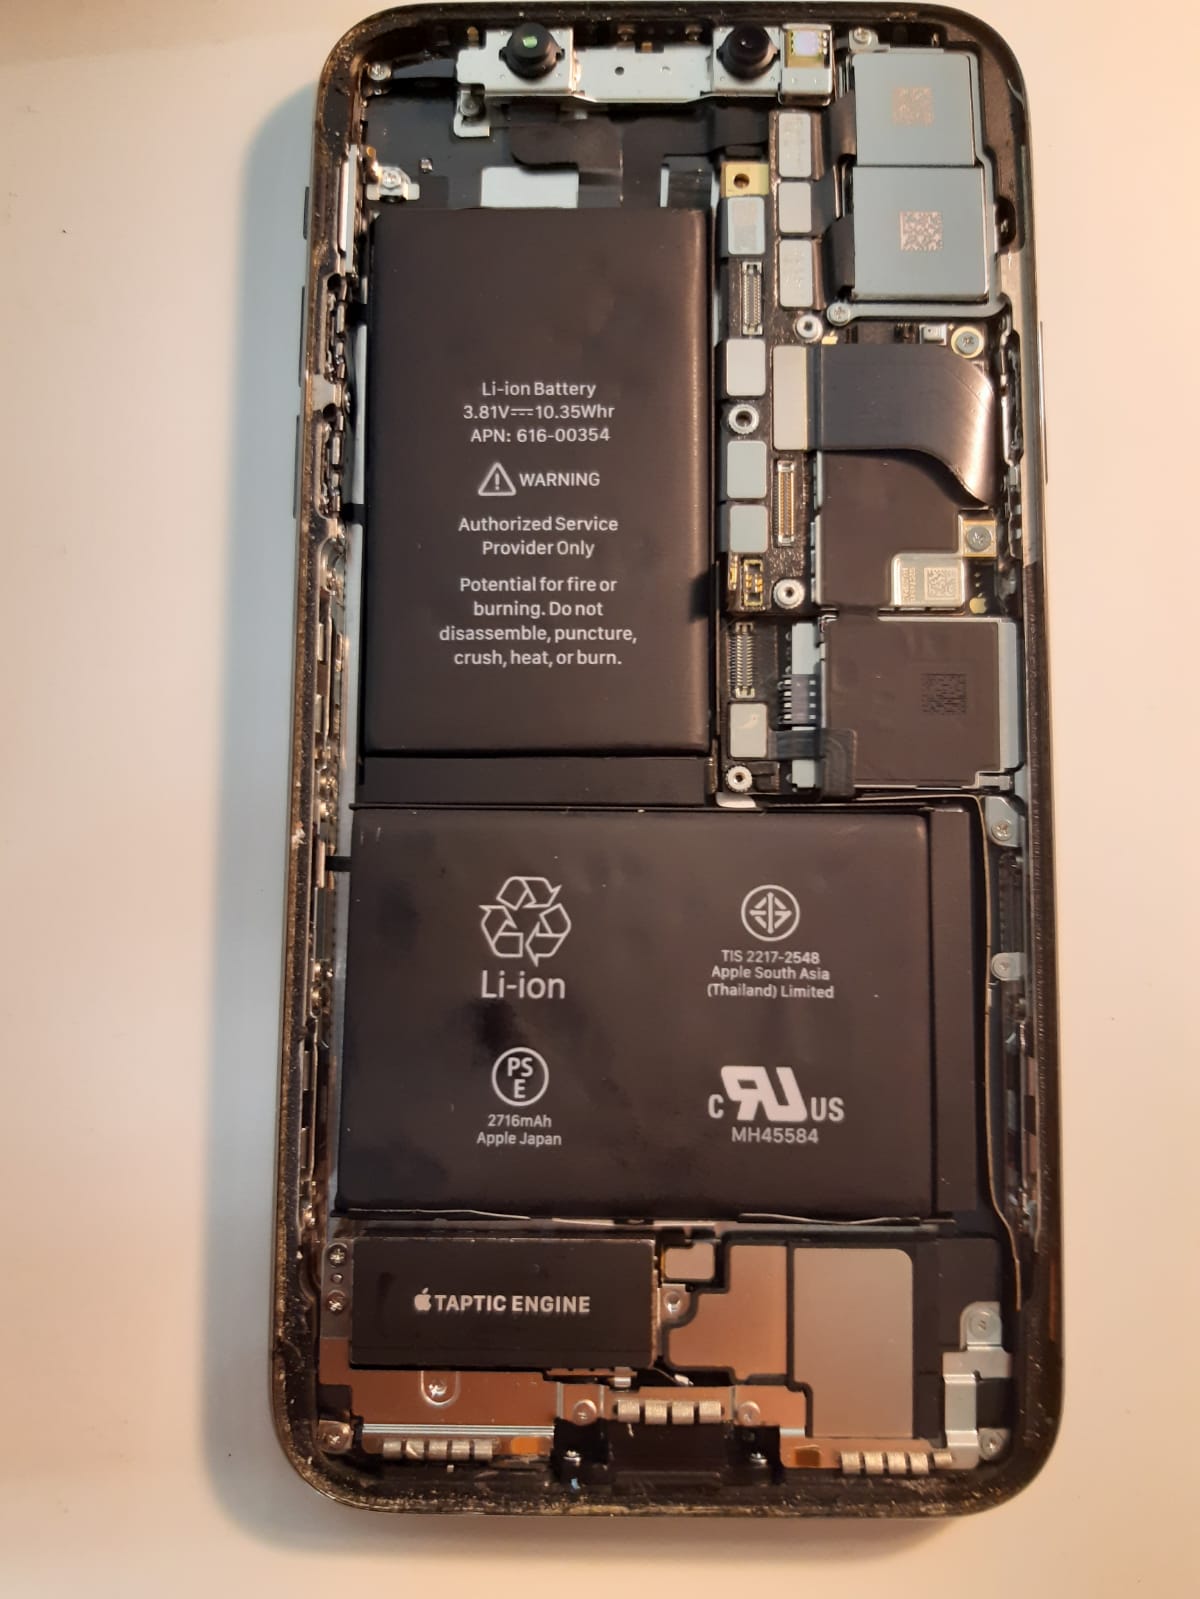 Li-ion Battery
3.81V⎓10.35Whr
APN: 616-00354
WARNING
Authorized Service
Provider Only
Potential for fire or
burning. Do not
disassemble, puncture,
crush, heat, or burn.
Li-ion
TIS 2217-2548
Apple South Asia
(Thailand) Limited
PS
E
2716mAh
Apple Japan
c RU US
MH45584
TAPTIC ENGINE